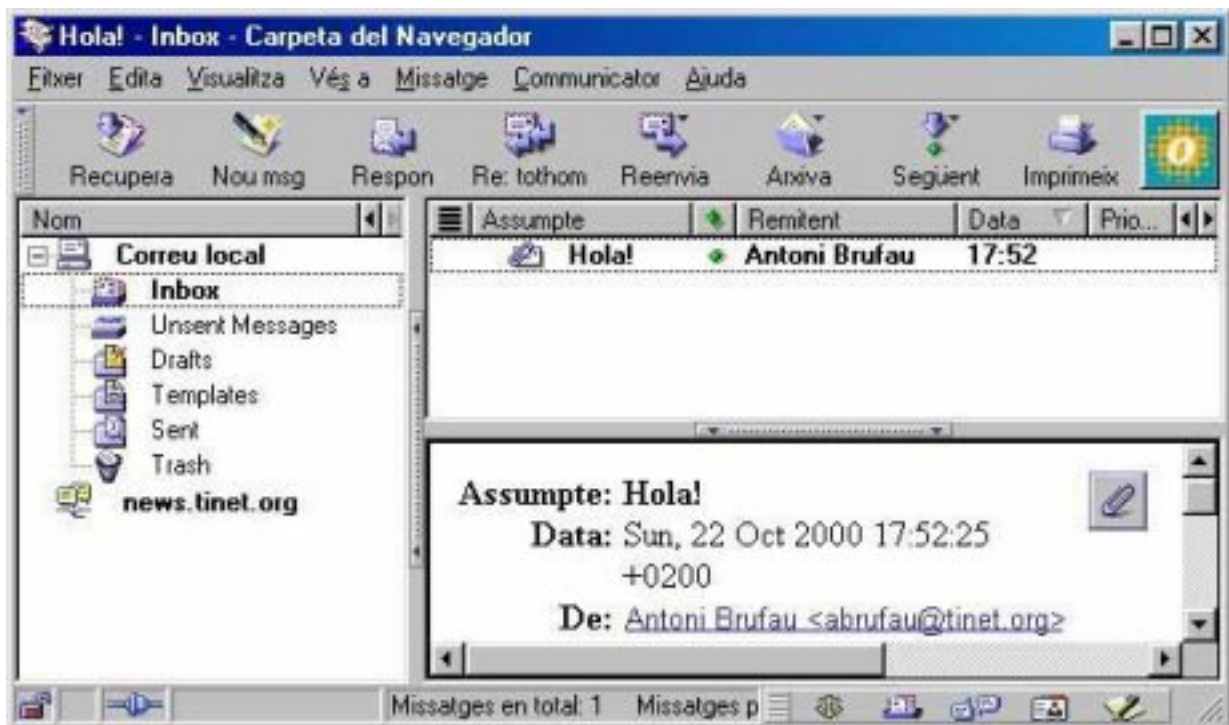 Hola! - Inbox - Carpeta del Navegador
Fitxer Edita Visualitza Vés a Missatge Communicator Ajuda
Recupera Nou msg Respon Re: tothom Reenvia Arxiva Següent Imprimeix
Nom
Correu local
Inbox
Unsent Messages
Drafts
Templates
Sent
Trash
news.tinet.org
Assumpte Remitent Data Prio...
Hola! Antoni Brufau 17:52
Assumpte: Hola!
Data: Sun, 22 Oct 2000 17:52:25
+0200
De: Antoni Brufau <abrufau@tinet.org>
Missatges en total: 1 Missatges p